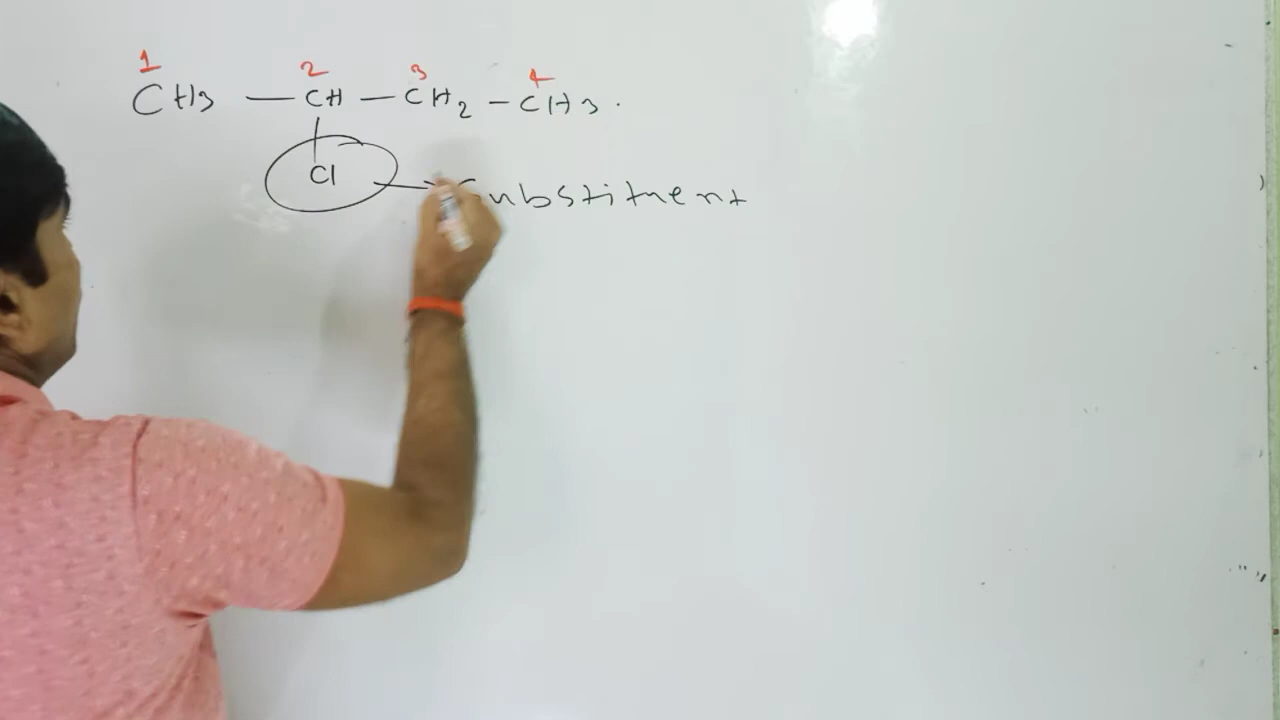 1 2 3 4
CH3 — CH — CH2 — CH3.
Cl → Substituent